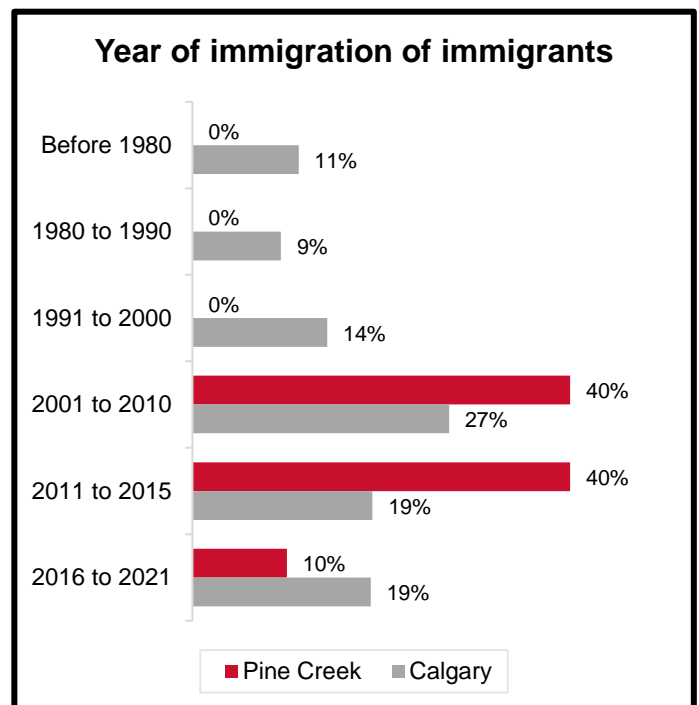 Year of immigration of immigrants
Before 1980
0%
11%
1980 to 1990
0%
9%
1991 to 2000
0%
14%
2001 to 2010
40%
27%
2011 to 2015
40%
19%
2016 to 2021
10%
19%
Pine Creek Calgary